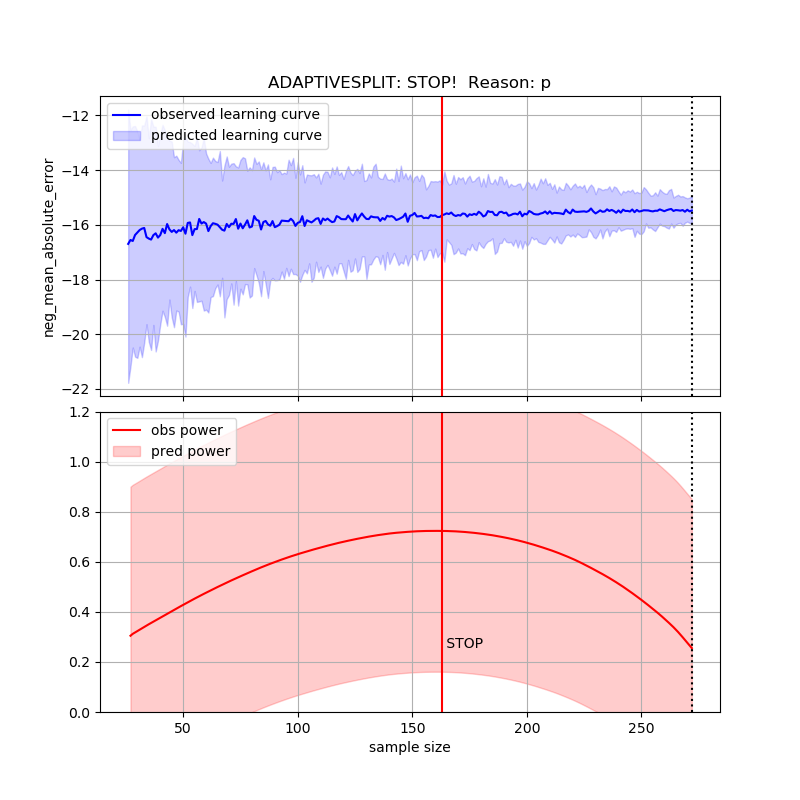 ADAPTIVESPLIT: STOP!  Reason: p
observed learning curve
predicted learning curve
neg_mean_absolute_error
−12
−14
−16
−18
−20
−22
obs power
pred power
1.2
1.0
0.8
0.6
0.4
0.2
0.0
STOP
50 100 150 200 250
sample size